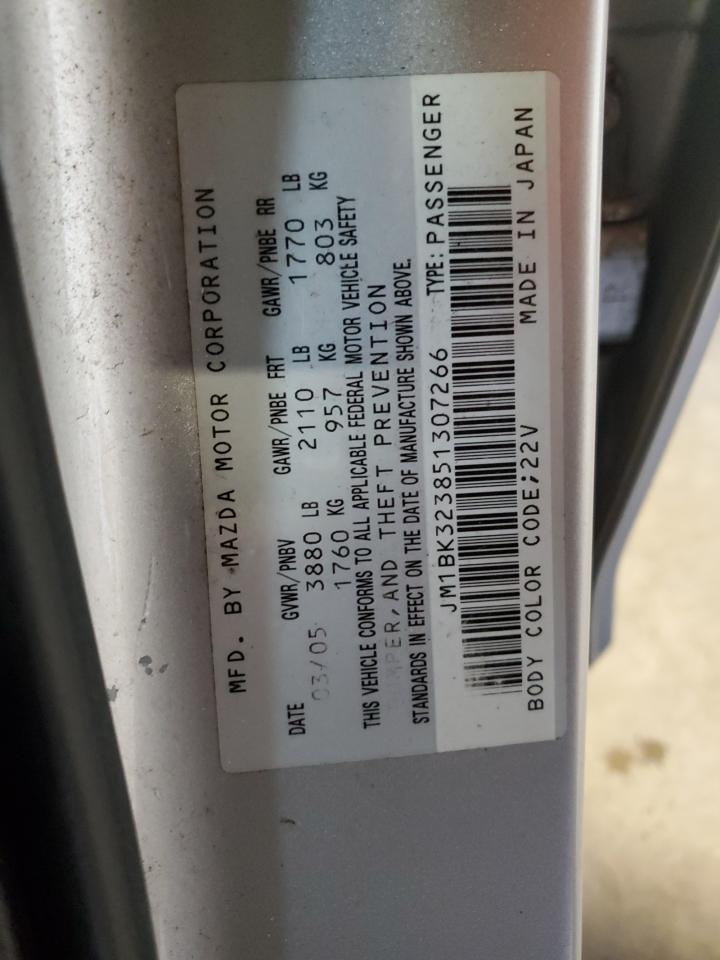 MFD. BY MAZDA MOTOR CORPORATION
DATE GVWR/PNBV GAWR/PNBE FRT GAWR/PNBE RR
03/05 3880 LB 2110 LB 1770 LB
1760 KG 957 KG 803 KG
THIS VEHICLE CONFORMS TO ALL APPLICABLE FEDERAL MOTOR VEHICLE SAFETY
BUMPER, AND THEFT PREVENTION
STANDARDS IN EFFECT ON THE DATE OF MANUFACTURE SHOWN ABOVE.
JM1BK323851307266 TYPE: PASSENGER
BODY COLOR CODE;22V MADE IN JAPAN